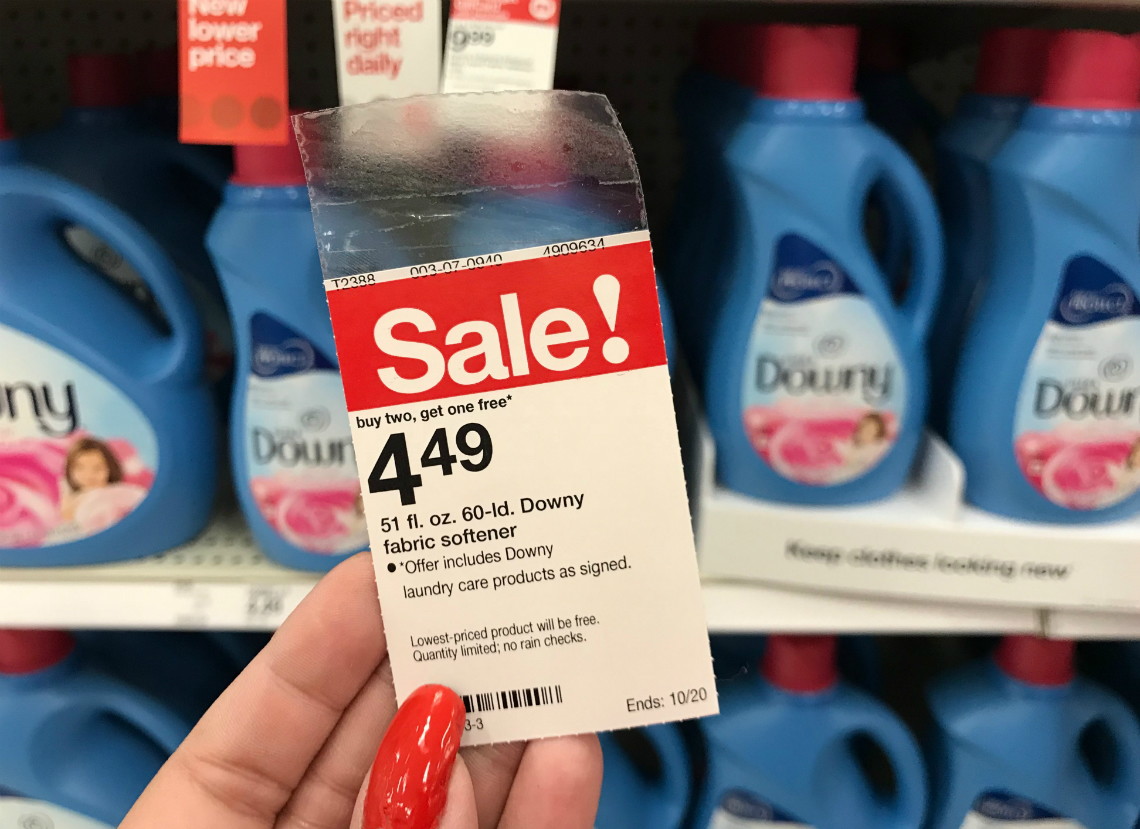 New
lower
price
Priced
right
daily
T2388 003-07-0940 4909634
Sale!
buy two, get one free*
4 49
51 fl. oz. 60-ld. Downy
fabric softener
•*Offer includes Downy
laundry care products as signed.
Lowest-priced product will be free.
Quantity limited; no rain checks.
3-3
Ends: 10/20
Downy
Downy
Keep clothes looking new